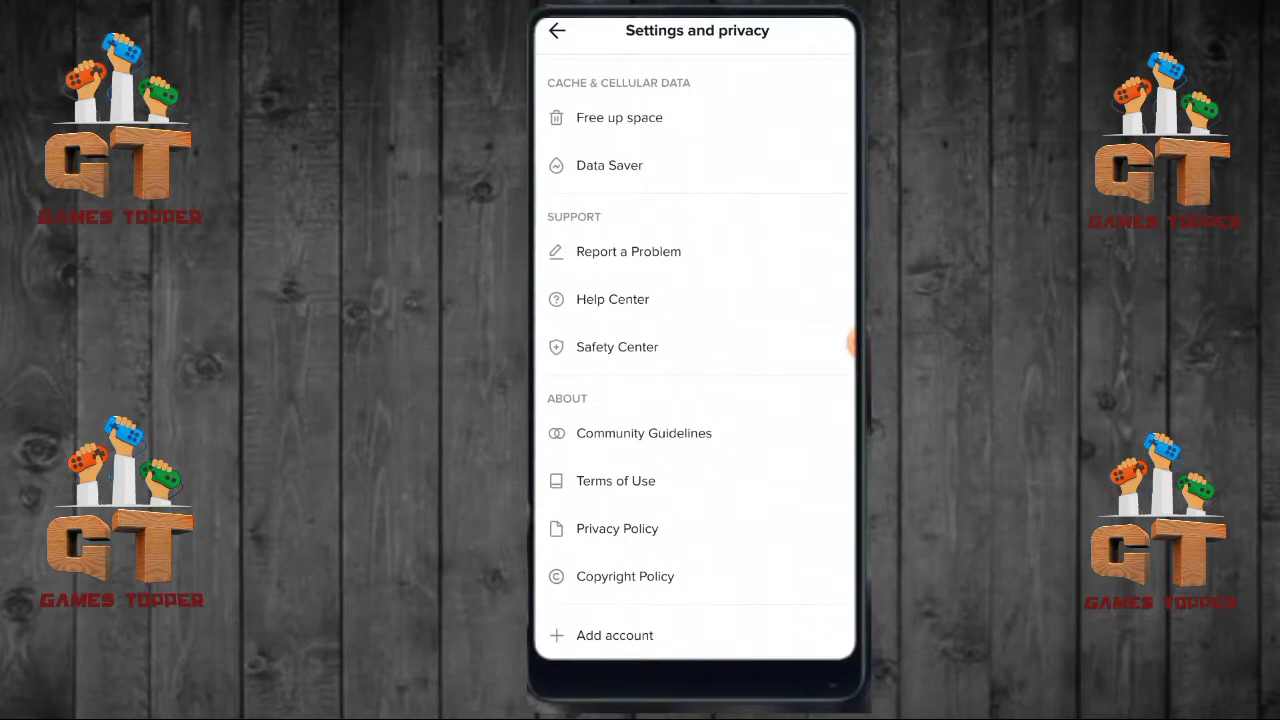 Settings and privacy
CACHE & CELLULAR DATA
Free up space
Data Saver
SUPPORT
Report a Problem
Help Center
Safety Center
ABOUT
Community Guidelines
Terms of Use
Privacy Policy
Copyright Policy
Add account
GT
GAMES TOPPER
GT
GAMES TOPPER
GT
GAMES TOPPER
GT
GAMES TOPPER